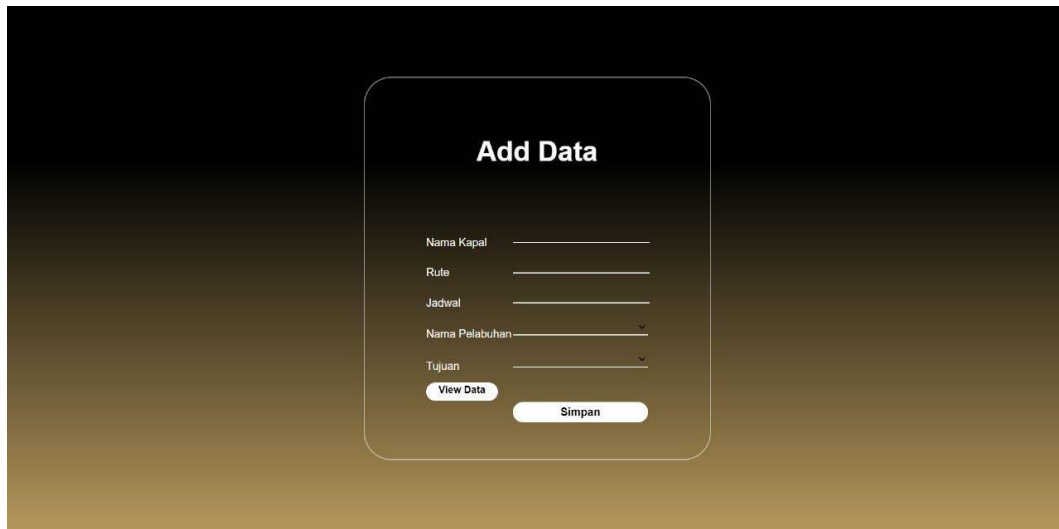 Add Data
Nama Kapal
Rute
Jadwal
Nama Pelabuhan
Tujuan
View Data
Simpan